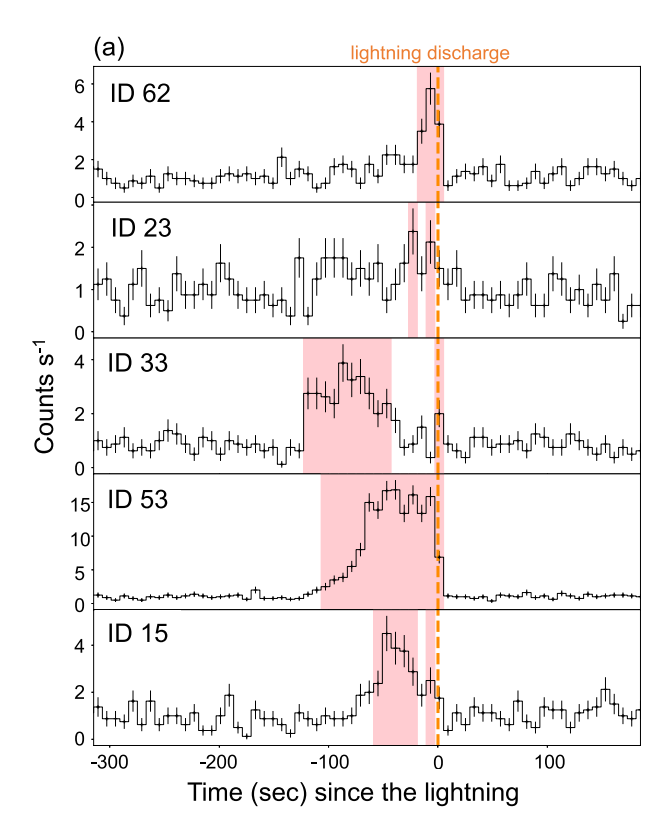 (a)
lightning discharge
ID 62
6
4
2
0
ID 23
2
1
0
ID 33
4
2
0
ID 53
15
10
5
0
ID 15
4
2
0
Counts s⁻¹
-300
-200
-100
0
100
Time (sec) since the lightning